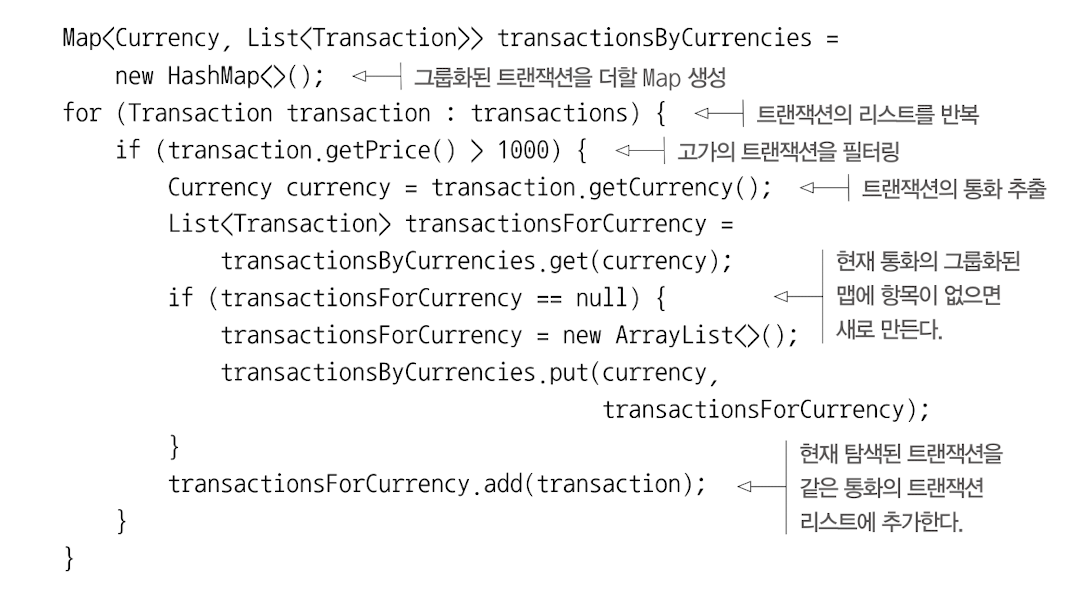 Map<Currency, List<Transaction>> transactionsByCurrencies =
    new HashMap<>();  그룹화된 트랜잭션을 더할 Map 생성
for (Transaction transaction : transactions) {  트랜잭션의 리스트를 반복
    if (transaction.getPrice() > 1000) {  고가의 트랜잭션을 필터링
        Currency currency = transaction.getCurrency();  트랜잭션의 통화 추출
        List<Transaction> transactionsForCurrency =
            transactionsByCurrencies.get(currency);
        if (transactionsForCurrency == null) {
            transactionsForCurrency = new ArrayList<>();
현재 통화의 그룹화된
맵에 항목이 없으면
새로 만든다.
            transactionsByCurrencies.put(currency,
                                         transactionsForCurrency);
        }
        transactionsForCurrency.add(transaction);
현재 탐색된 트랜잭션을
같은 통화의 트랜잭션
리스트에 추가한다.
    }
}